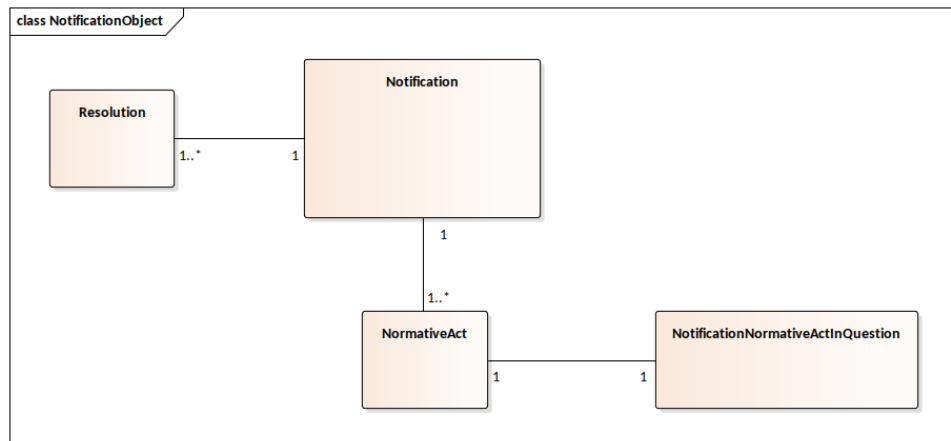 class NotificationObject
Notification
Resolution
1..*
1
1
1..*
NormativeAct
NotificationNormativeActInQuestion
1
1